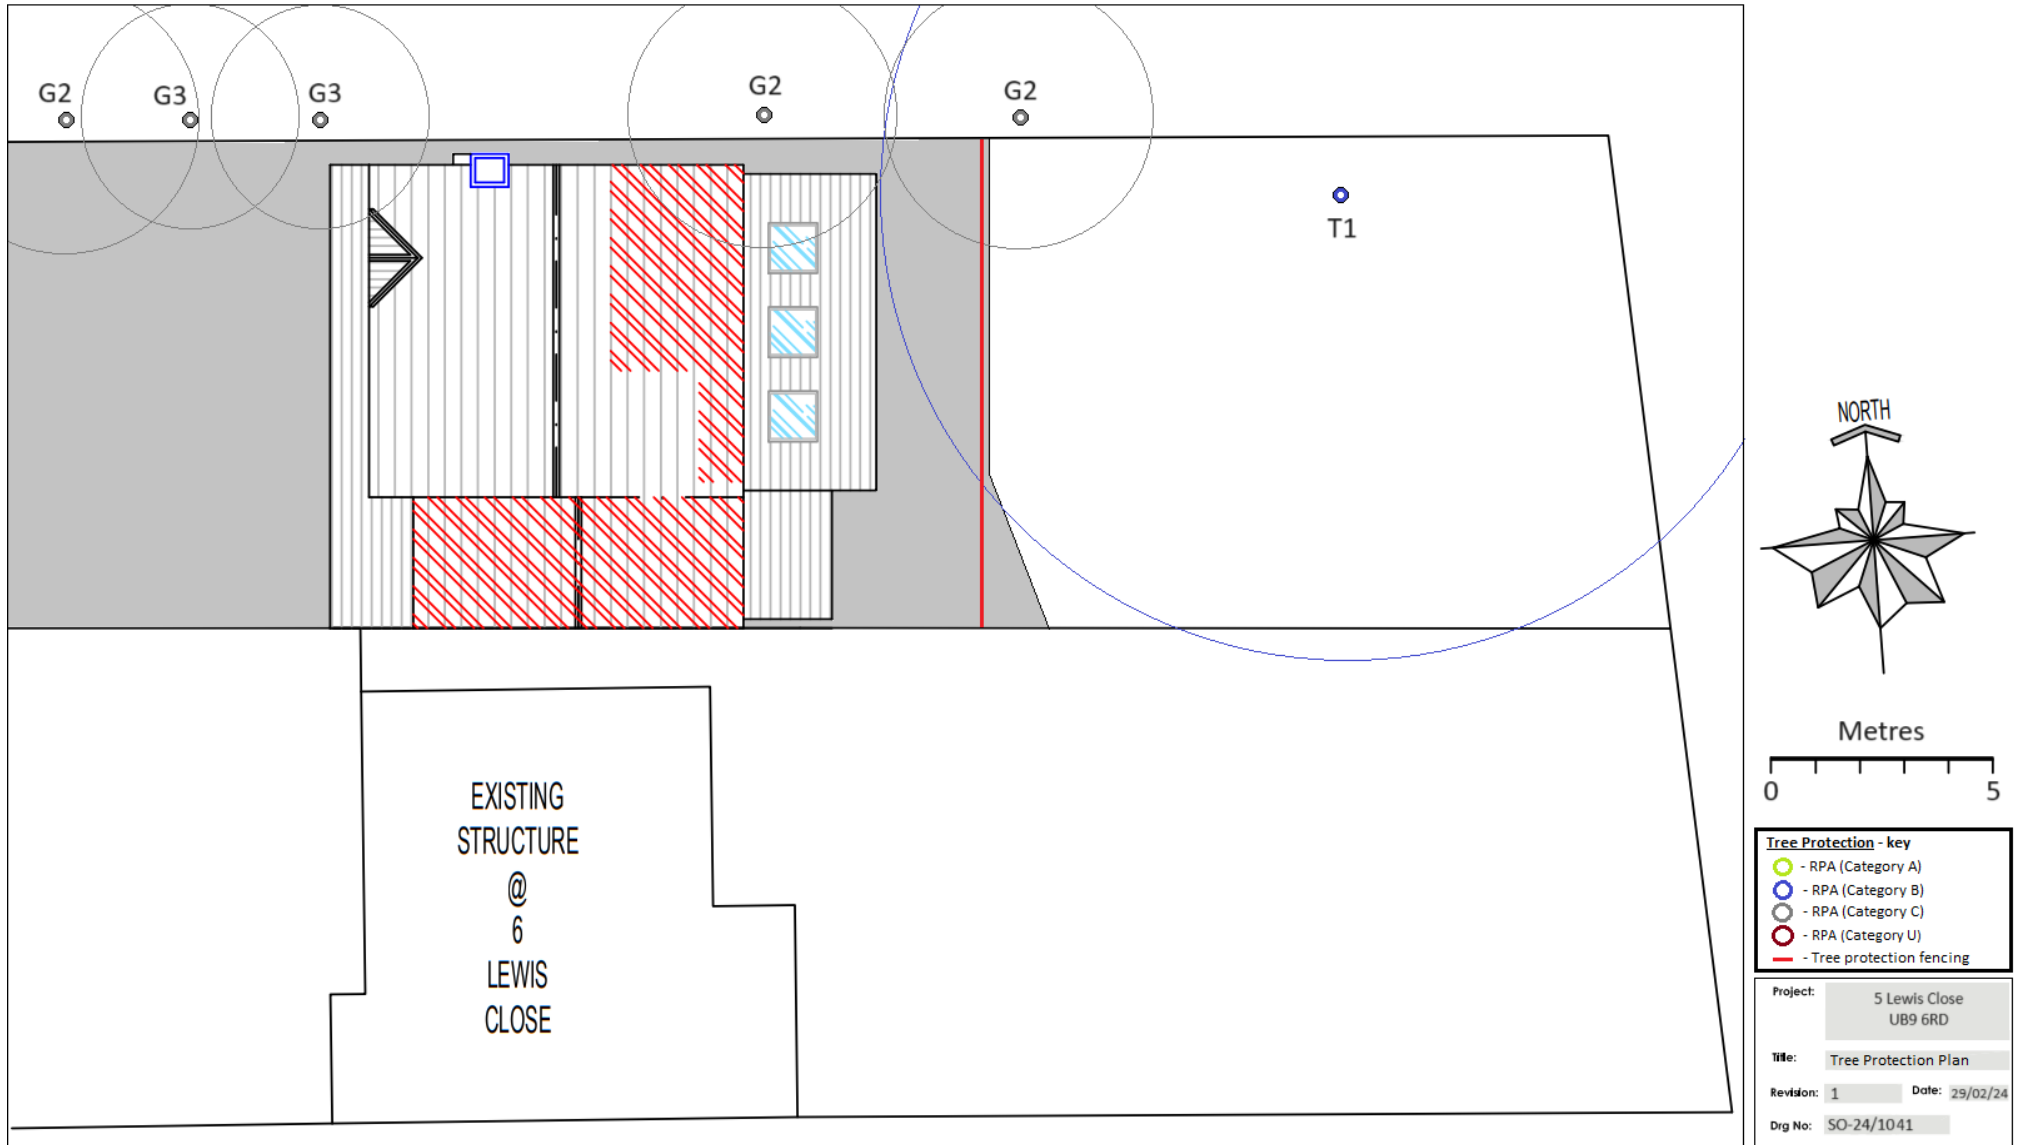 G2
G3
G3
G2
G2
T1
NORTH
Metres
0 5
EXISTING
STRUCTURE
@
6
LEWIS
CLOSE
Tree Protection - key
- RPA (Category A)
- RPA (Category B)
- RPA (Category C)
- RPA (Category U)
- Tree protection fencing
Project: 5 Lewis Close
UB9 6RD
Title: Tree Protection Plan
Revision: 1 Date: 29/02/24
Drg No: SO-24/1041